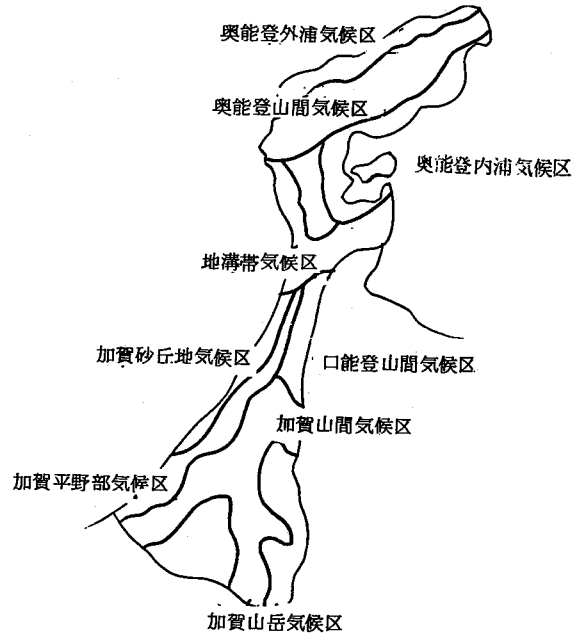 奥能登外浦気候区
奥能登山間気候区
奥能登内浦気候区
地溝帯気候区
加賀砂丘地気候区
口能登山間気候区
加賀山間気候区
加賀平野部気候区
加賀山岳気候区